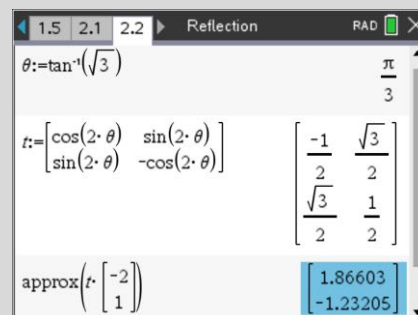 1.5 2.1 2.2 Reflection RAD
θ:=tan⁻¹(√3) π/3
t:=[cos(2·θ) sin(2·θ)
sin(2·θ) -cos(2·θ)] [-1/2 √3/2
√3/2 1/2]
approx(t·[-2
1]) [1.86603
-1.23205]